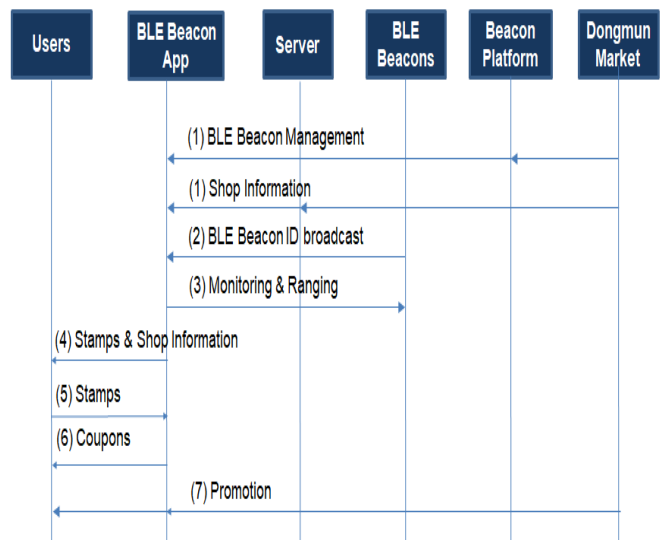 Users
BLE Beacon
App
Server
BLE
Beacons
Beacon
Platform
Dongmun
Market
(1) BLE Beacon Management
(1) Shop Information
(2) BLE Beacon ID broadcast
(3) Monitoring & Ranging
(4) Stamps & Shop Information
(5) Stamps
(6) Coupons
(7) Promotion